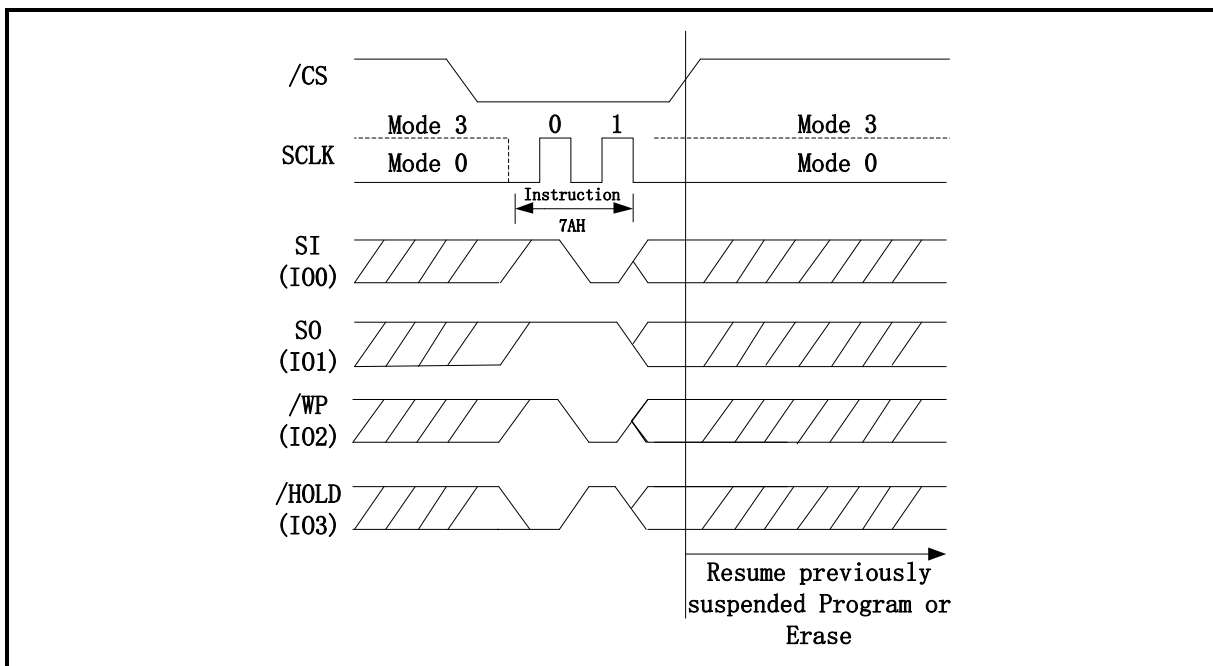 /CS
Mode 3 0 1 Mode 3
SCLK
Mode 0 Mode 0
Instruction
7AH
SI
(IO0)
SO
(IO1)
/WP
(IO2)
/HOLD
(IO3)
Resume previously
suspended Program or
Erase